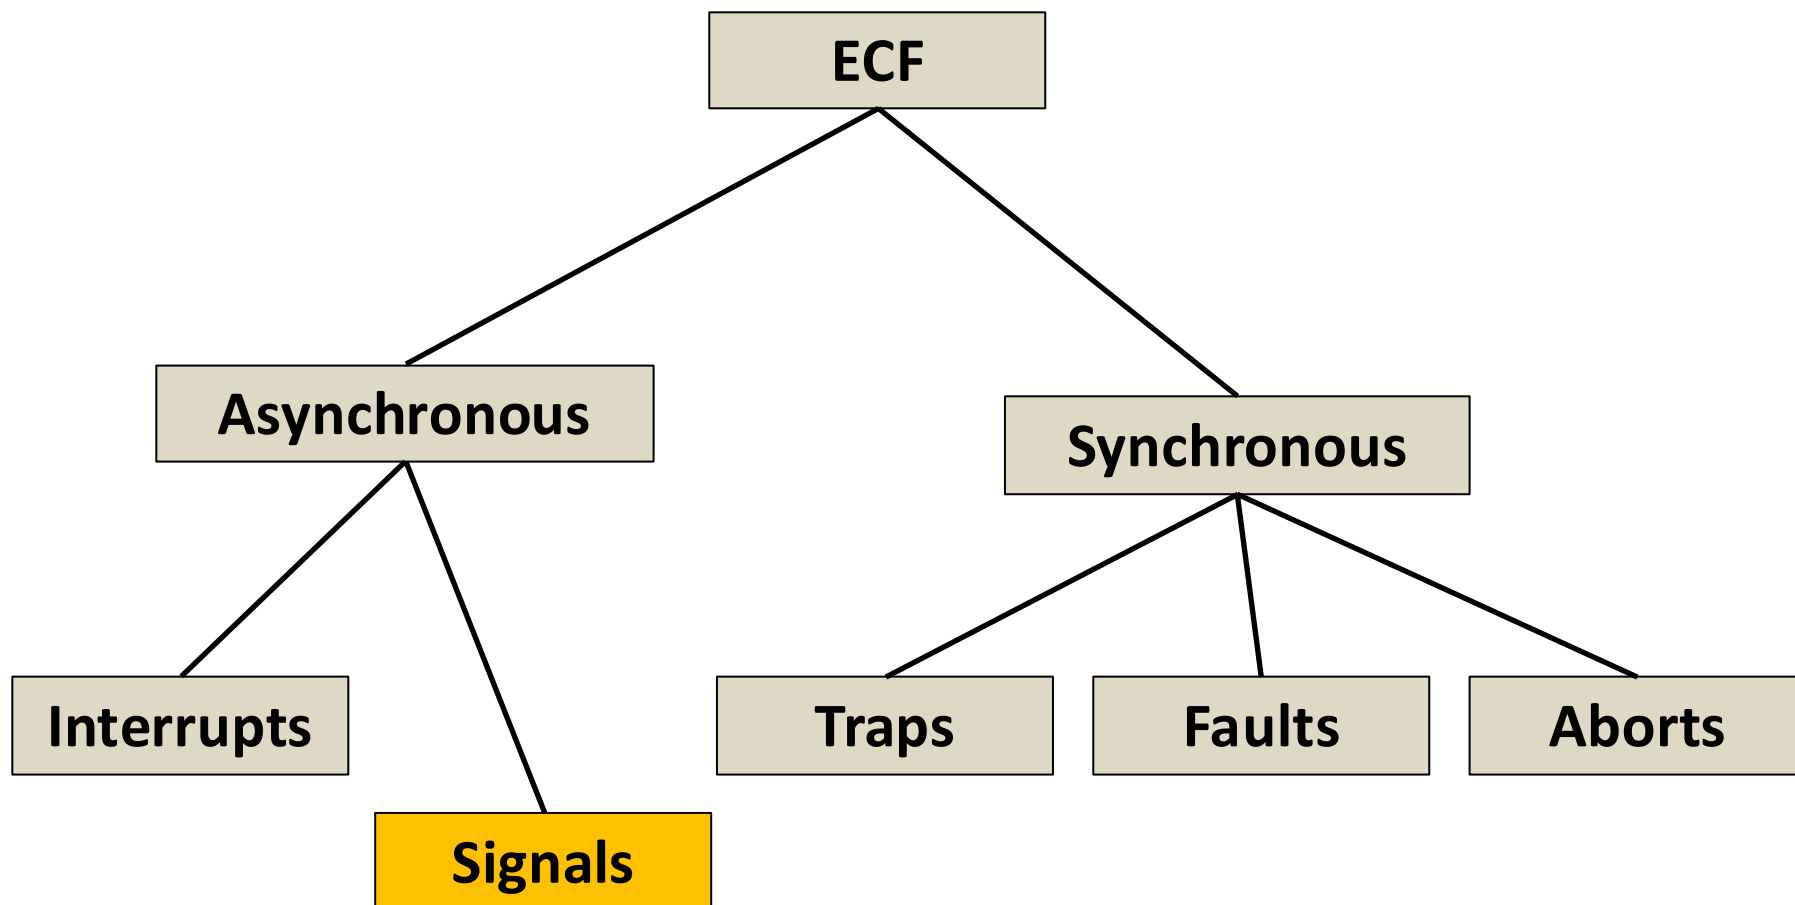 ECF
Asynchronous
Synchronous
Interrupts
Traps
Faults
Aborts
Signals